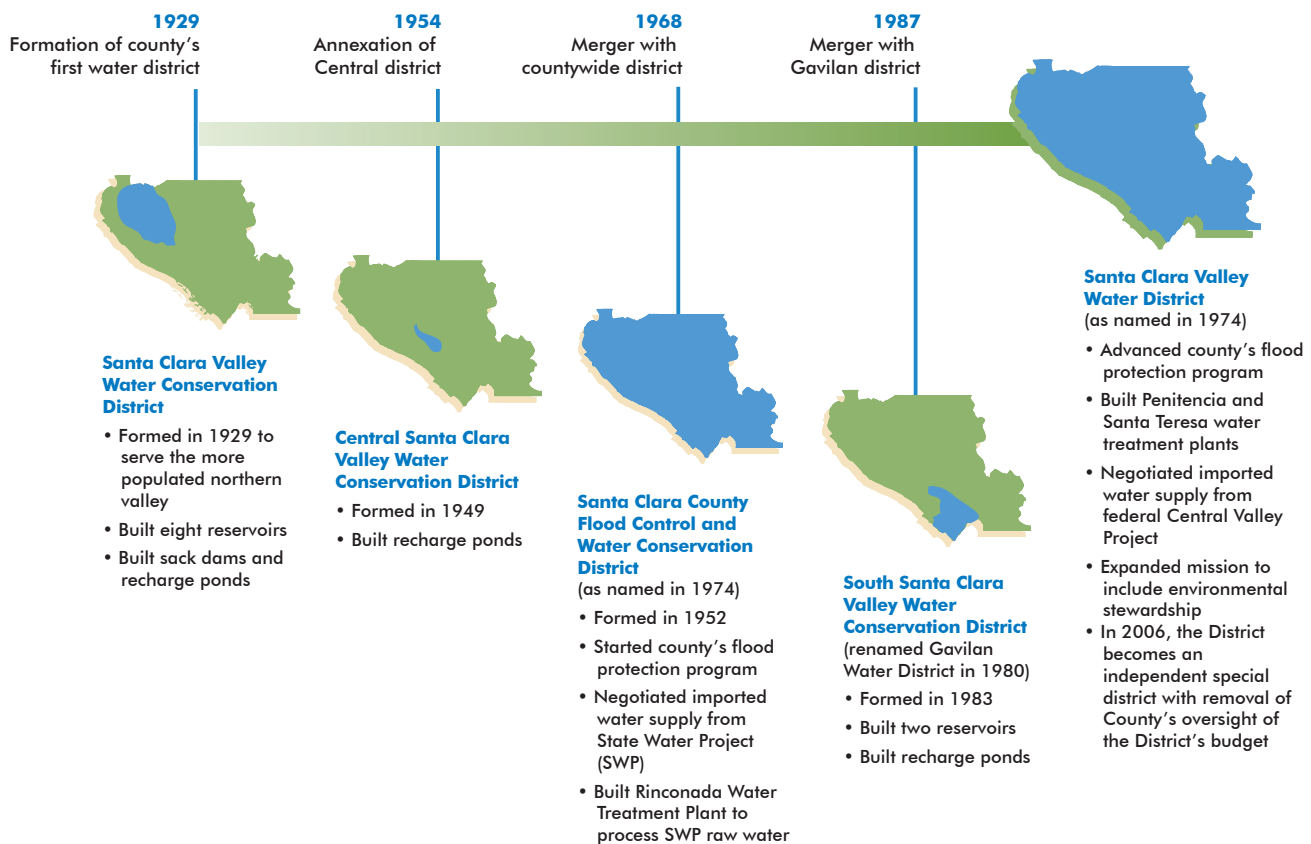 1929
Formation of county's
first water district
1954
Annexation of
Central district
1968
Merger with
countywide district
1987
Merger with
Gavilan district
Santa Clara Valley
Water Conservation
District
• Formed in 1929 to
serve the more
populated northern
valley
• Built eight reservoirs
• Built sack dams and
recharge ponds
Central Santa Clara
Valley Water
Conservation District
• Formed in 1949
• Built recharge ponds
Santa Clara County
Flood Control and
Water Conservation
District
(as named in 1974)
• Formed in 1952
• Started county's flood
protection program
• Negotiated imported
water supply from
State Water Project
(SWP)
• Built Rinconada Water
Treatment Plant to
process SWP raw water
South Santa Clara
Valley Water
Conservation District
(renamed Gavilan
Water District in 1980)
• Formed in 1983
• Built two reservoirs
• Built recharge ponds
Santa Clara Valley
Water District
(as named in 1974)
• Advanced county's flood
protection program
• Built Penitencia and
Santa Teresa water
treatment plants
• Negotiated imported
water supply from
federal Central Valley
Project
• Expanded mission to
include environmental
stewardship
• In 2006, the District
becomes an
independent special
district with removal of
County's oversight of
the District's budget